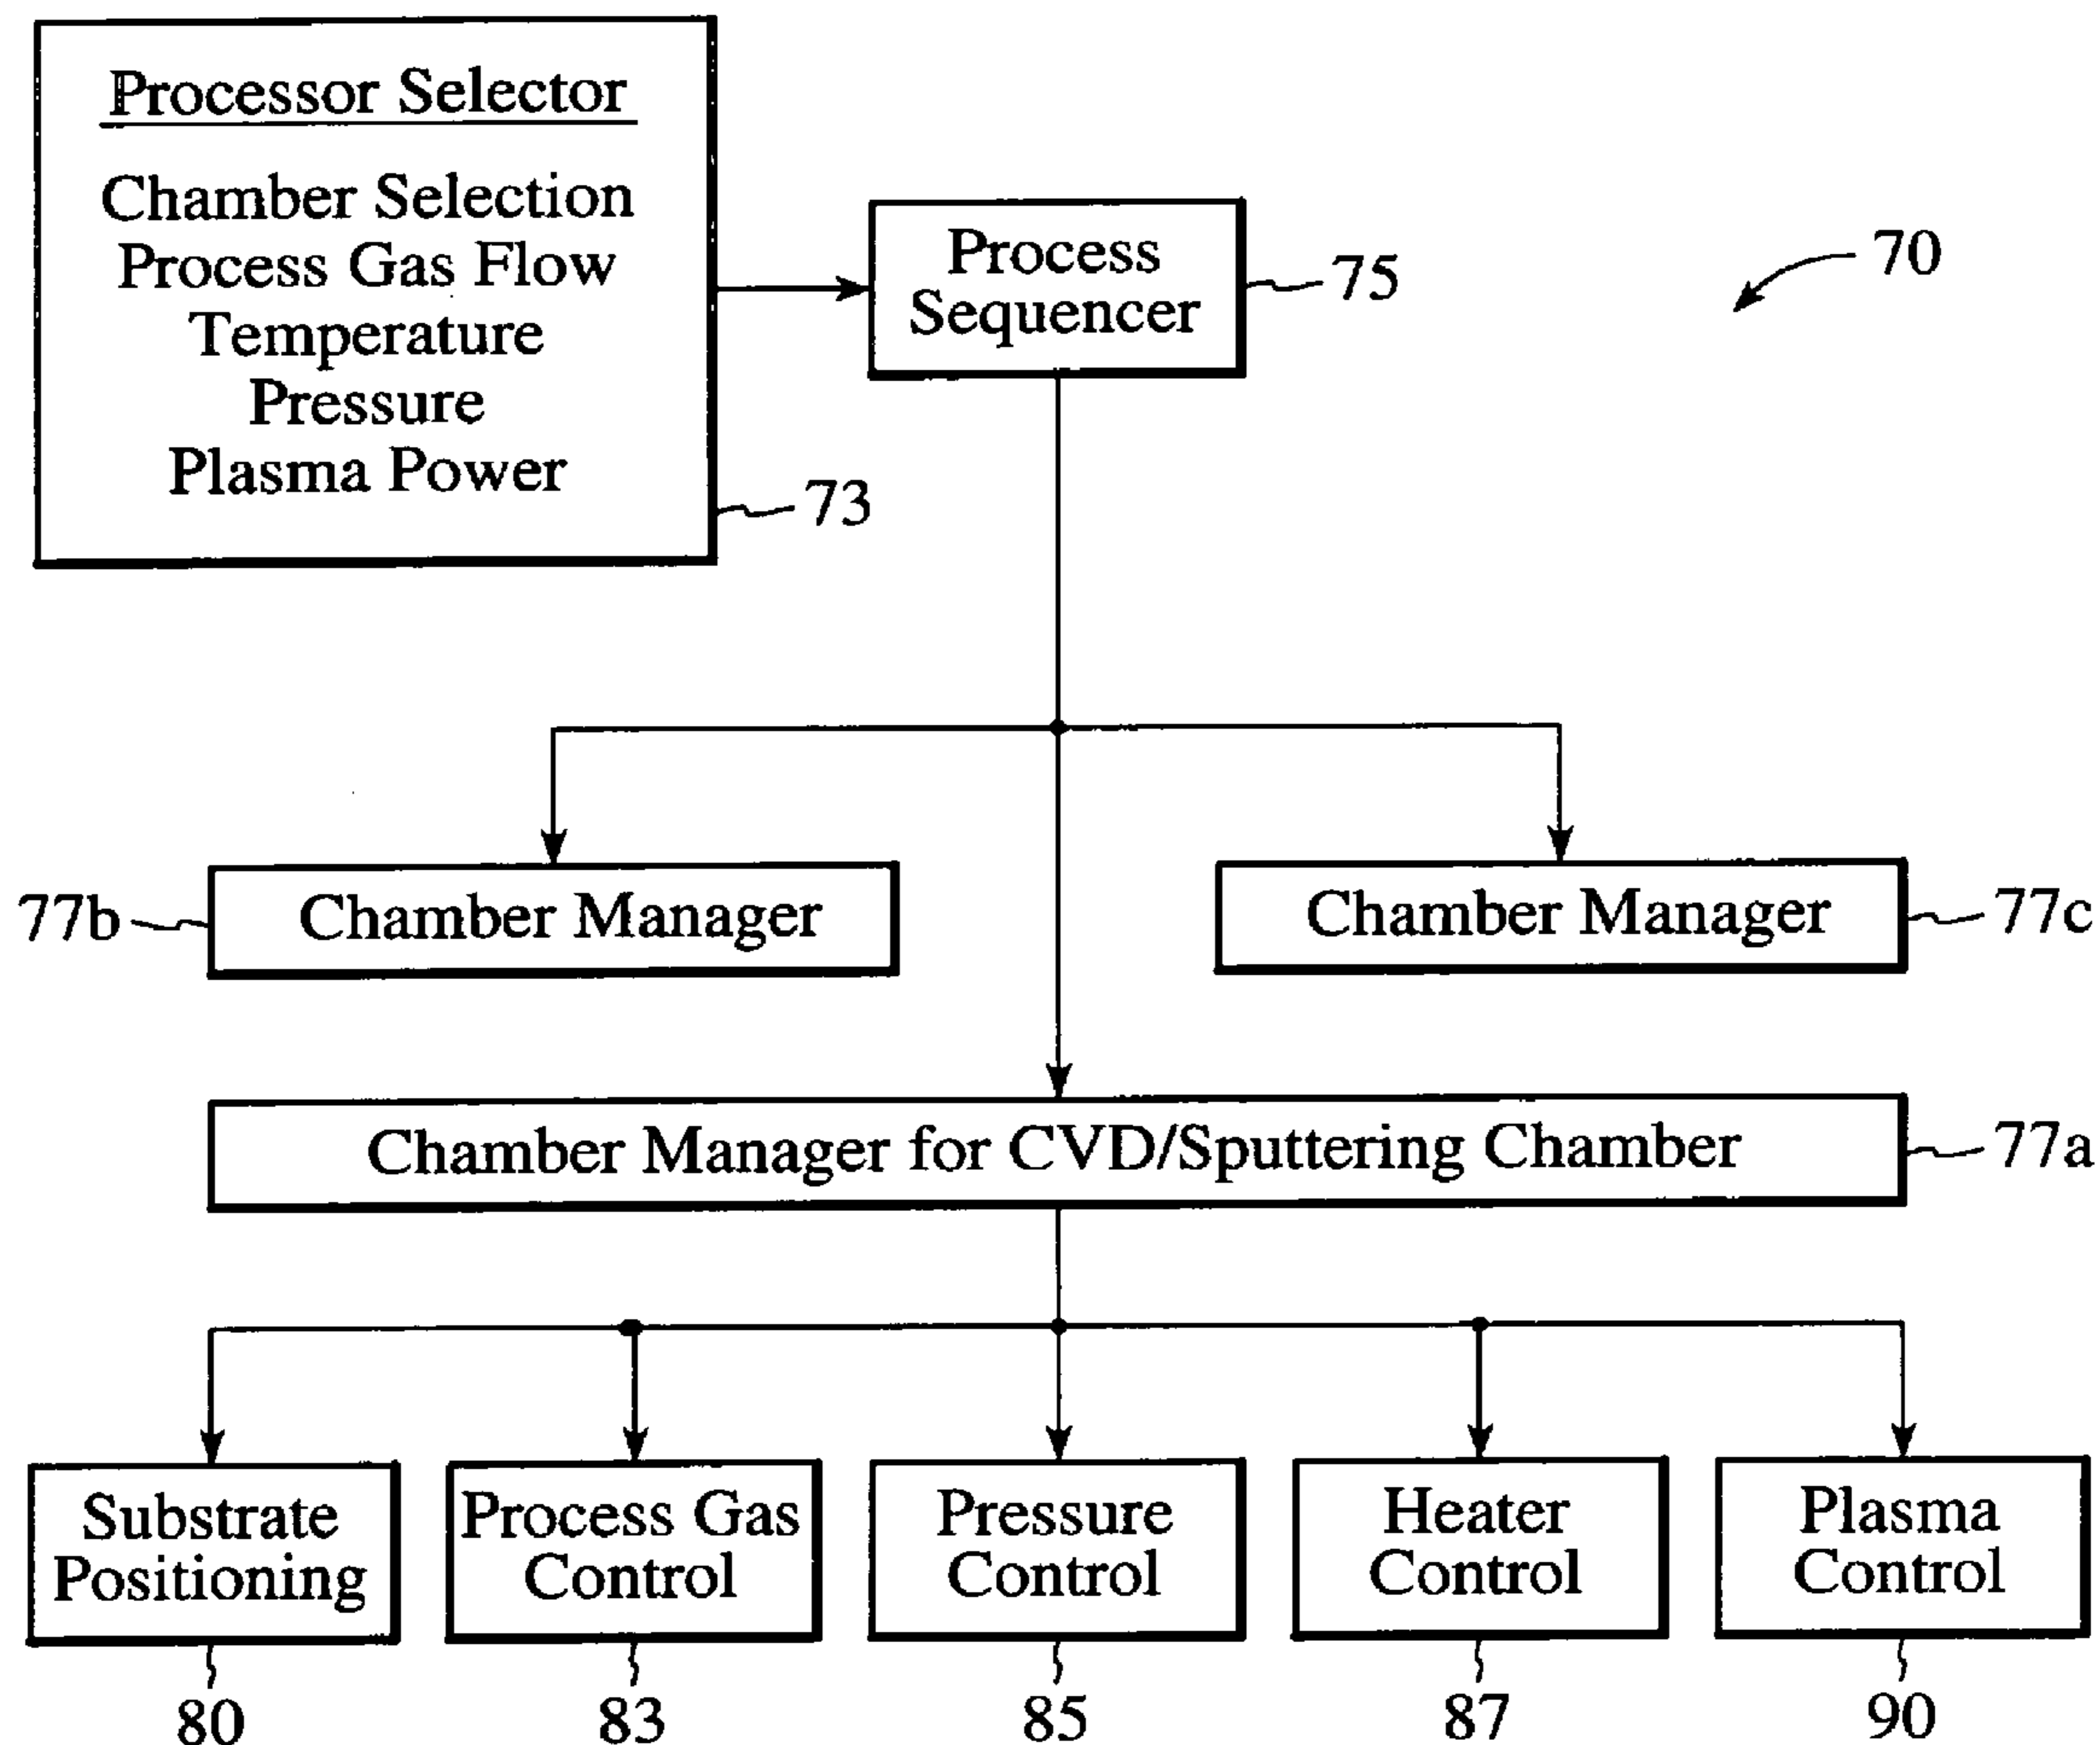 Processor Selector
Chamber Selection
Process Gas Flow
Temperature
Pressure
Plasma Power
73
Process
Sequencer
75
70
77b
Chamber Manager
Chamber Manager
77c
Chamber Manager for CVD/Sputtering Chamber
77a
Substrate
Positioning
Process Gas
Control
Pressure
Control
Heater
Control
Plasma
Control
80
83
85
87
90